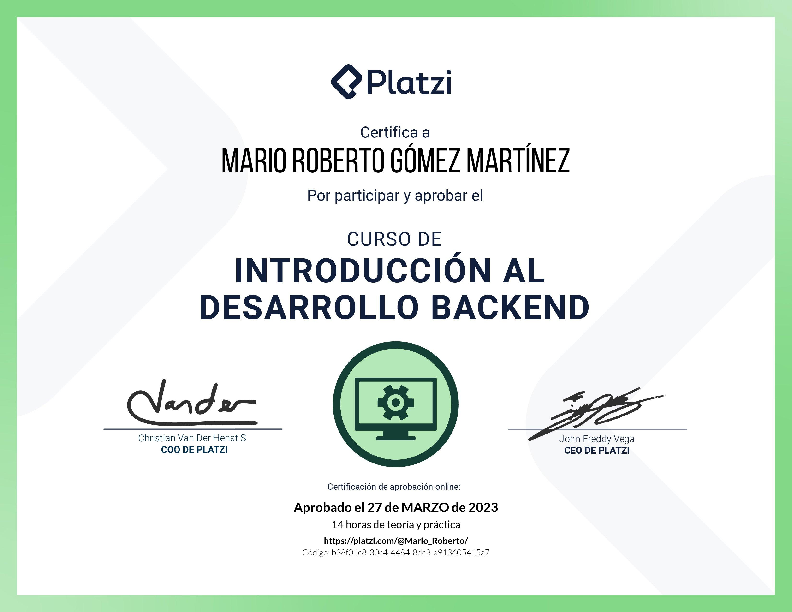 Platzi
Certifica a
MARIO ROBERTO GÓMEZ MARTÍNEZ
Por participar y aprobar el
CURSO DE
INTRODUCCIÓN AL
DESARROLLO BACKEND
Vander
Christian Van Der Henst S.
COO DE PLATZI
John Freddy Vega
CEO DE PLATZI
Certificación de aprobación online:
Aprobado el 27 de MARZO de 2023
14 horas de teoría y práctica
https://platzi.com/@Mario_Roberto/
Código: